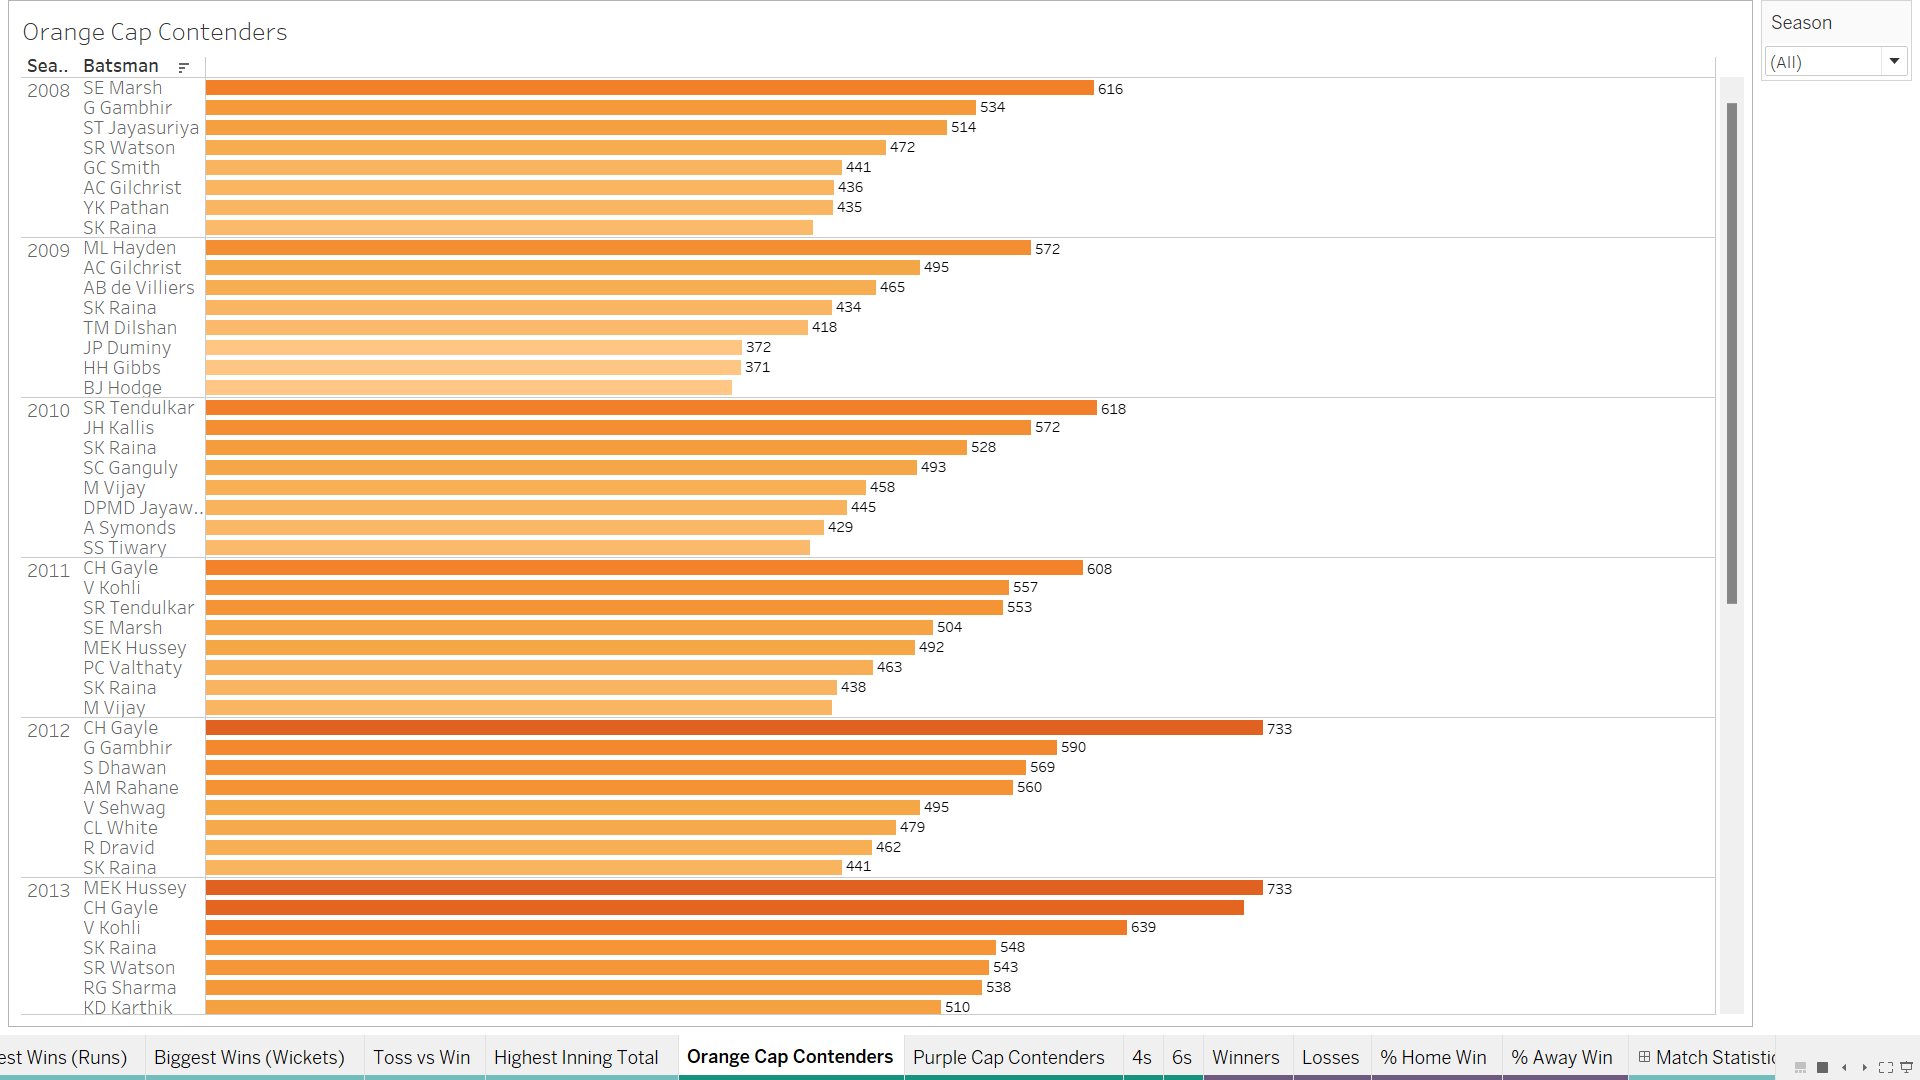 Orange Cap Contenders
Season
(All)
Sea.. Batsman
2008 SE Marsh 616
G Gambhir 534
ST Jayasuriya 514
SR Watson 472
GC Smith 441
AC Gilchrist 436
YK Pathan 435
SK Raina
2009 ML Hayden 572
AC Gilchrist 495
AB de Villiers 465
SK Raina 434
TM Dilshan 418
JP Duminy 372
HH Gibbs 371
BJ Hodge
2010 SR Tendulkar 618
JH Kallis 572
SK Raina 528
SC Ganguly 493
M Vijay 458
DPMD Jayaw.. 445
A Symonds 429
SS Tiwary
2011 CH Gayle 608
V Kohli 557
SR Tendulkar 553
SE Marsh 504
MEK Hussey 492
PC Valthaty 463
SK Raina 438
M Vijay
2012 CH Gayle 733
G Gambhir 590
S Dhawan 569
AM Rahane 560
V Sehwag 495
CL White 479
R Dravid 462
SK Raina 441
2013 MEK Hussey 733
CH Gayle
V Kohli 639
SK Raina 548
SR Watson 543
RG Sharma 538
KD Karthik 510
est Wins (Runs) Biggest Wins (Wickets) Toss vs Win Highest Inning Total Orange Cap Contenders Purple Cap Contenders 4s 6s Winners Losses % Home Win % Away Win Match Statistic